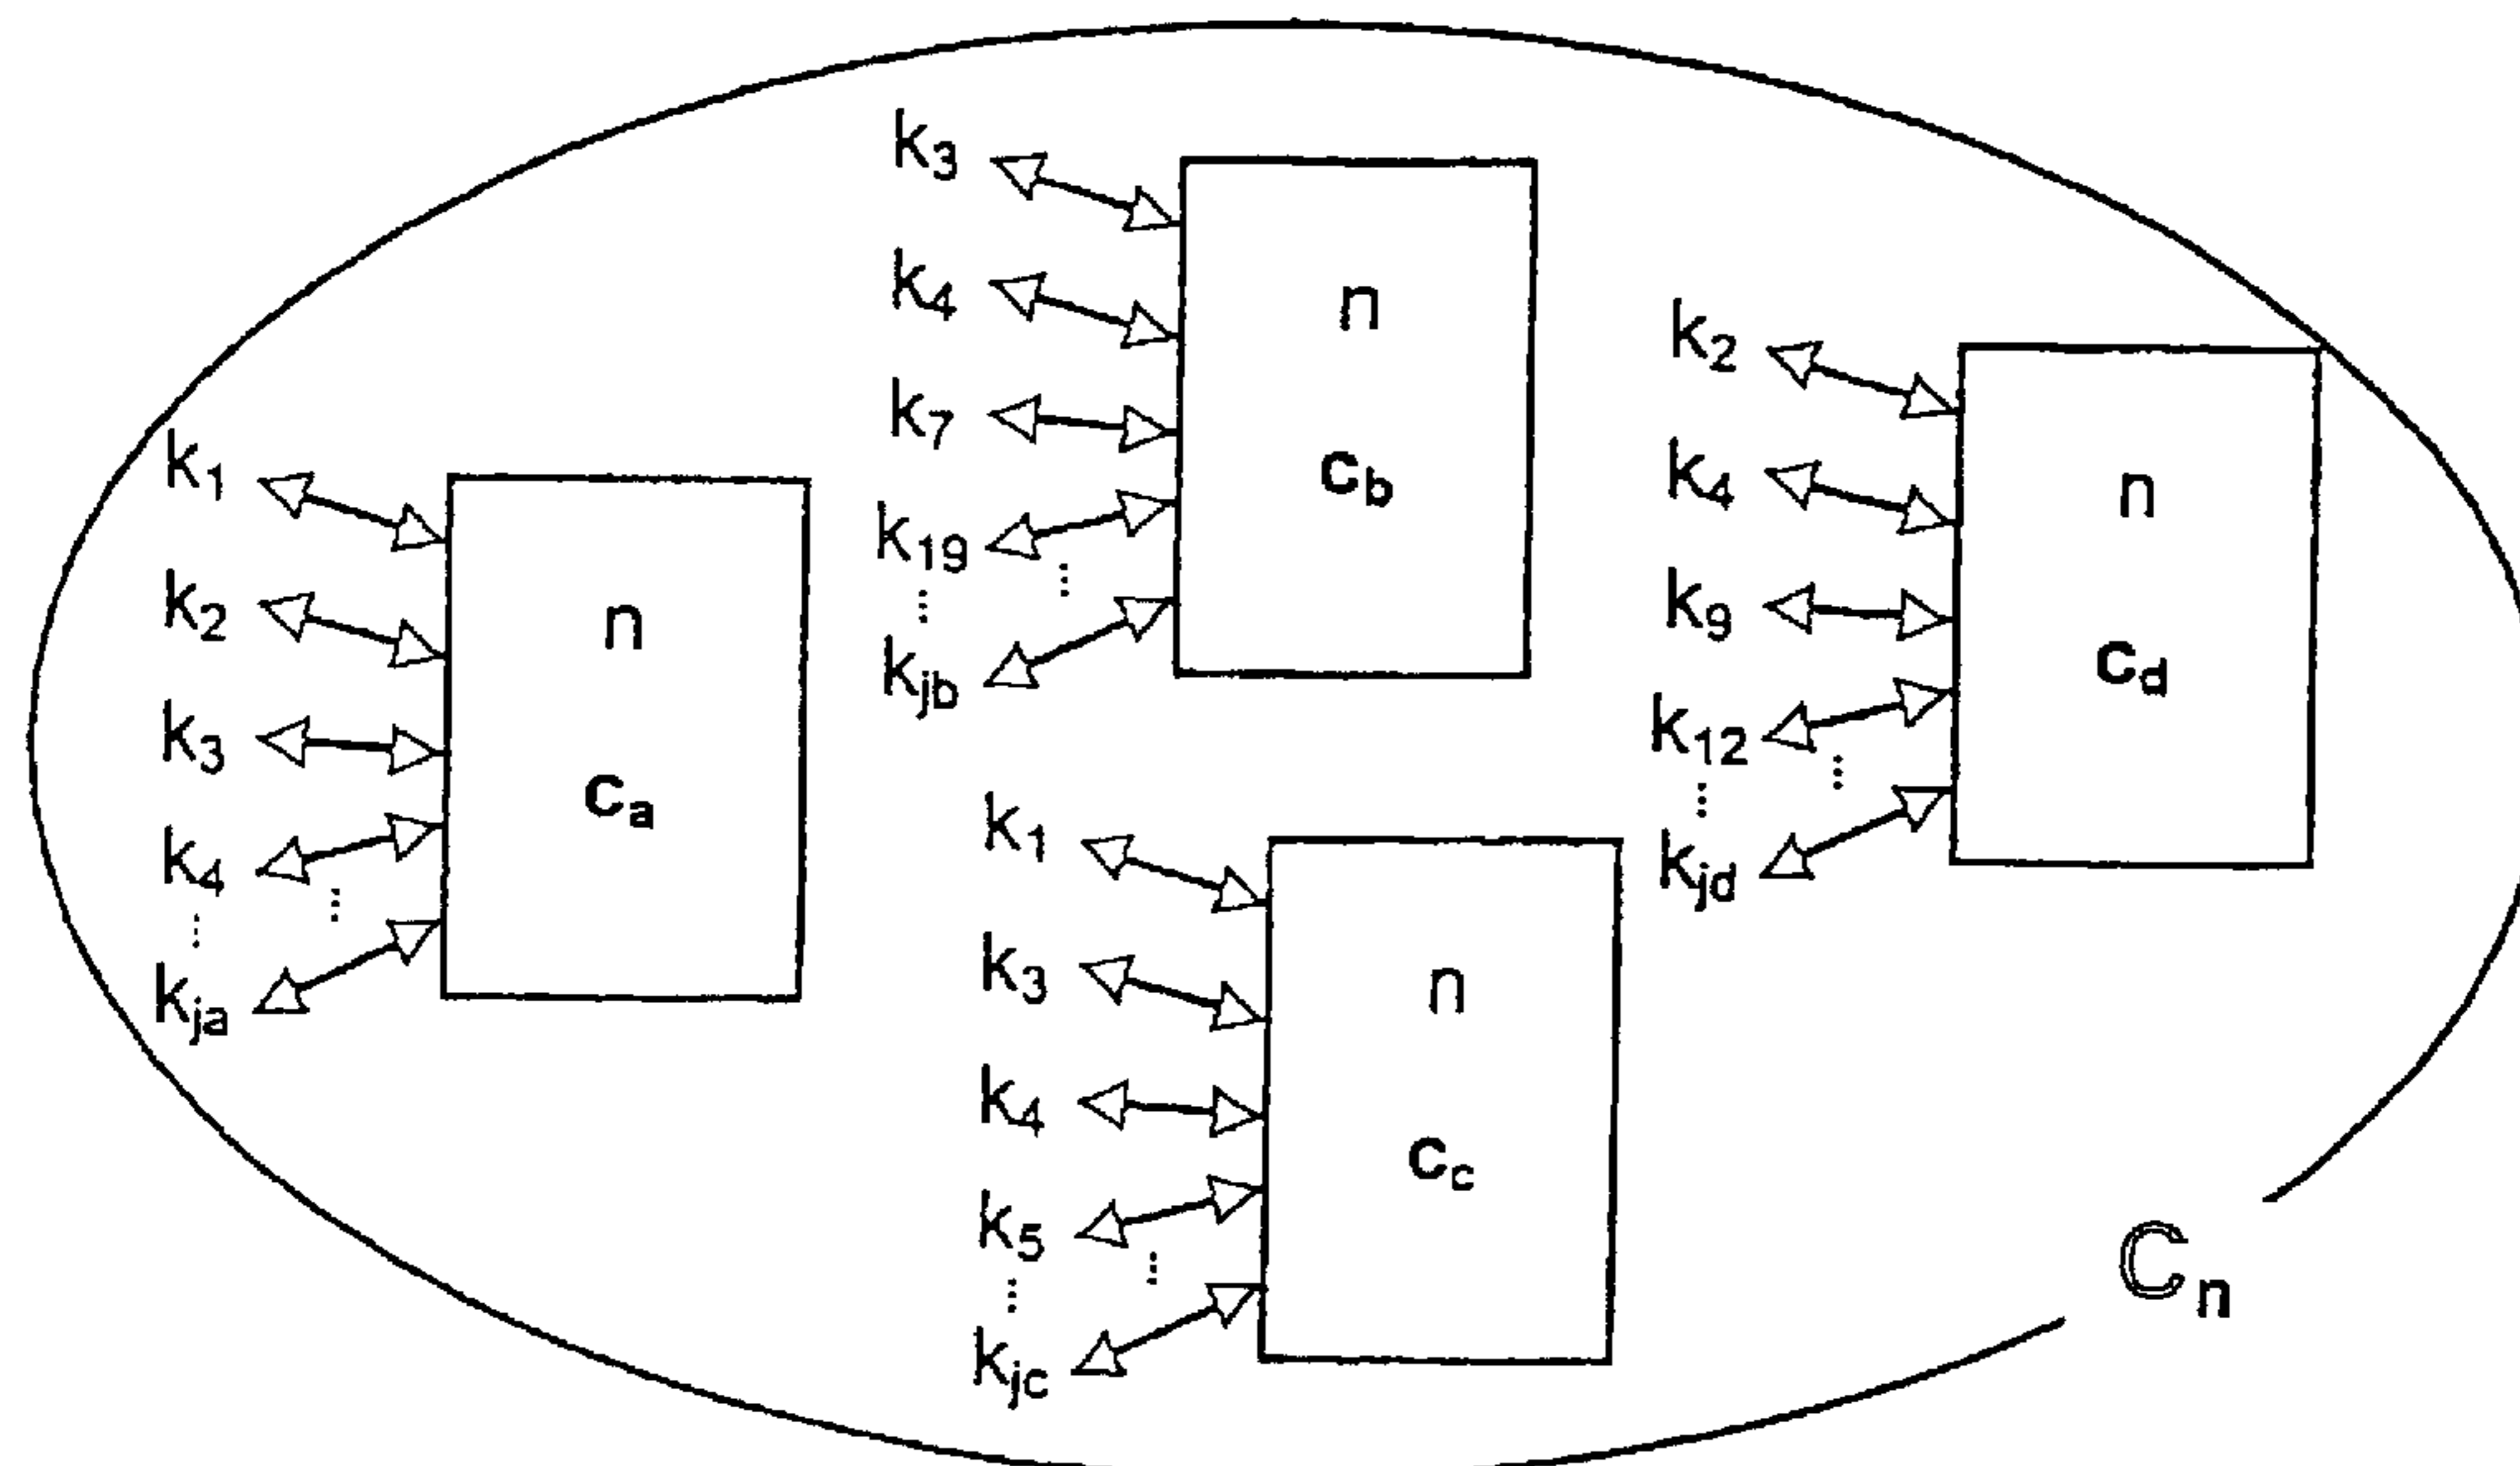 k1
k2
k3
k4
⋮
⋮
kja
n
ca
k3
k4
k7
k19
⋮
⋮
kjb
n
cb
k1
k3
k4
k5
⋮
⋮
kjc
n
cc
k2
k4
k9
k12
⋮
⋮
kjd
n
cd
ℂn